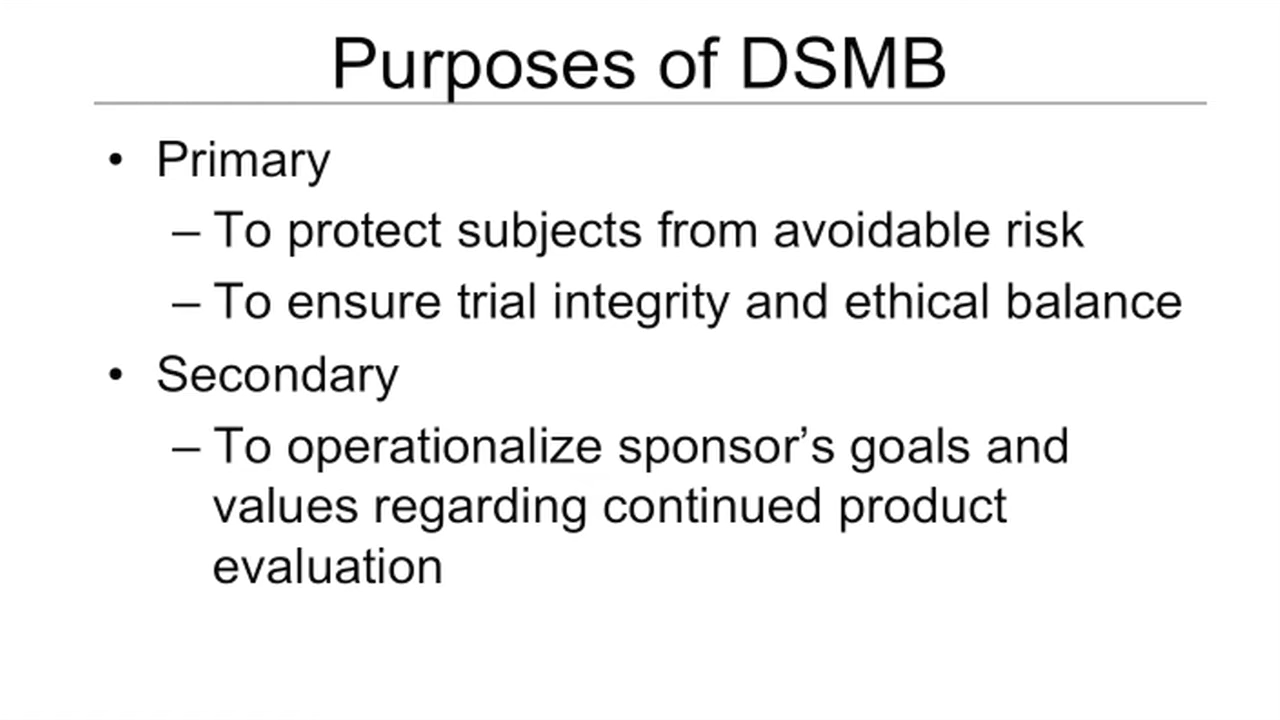 Purposes of DSMB
• Primary
– To protect subjects from avoidable risk
– To ensure trial integrity and ethical balance
• Secondary
– To operationalize sponsor’s goals and
values regarding continued product
evaluation